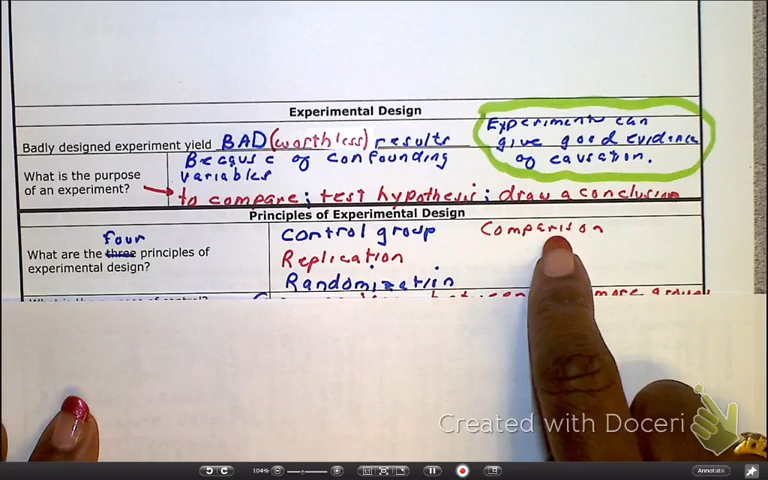 Experimental Design
Experiments can
give good evidence
of causation.
Badly designed experiment yield BAD (worthless) results
Because of confounding
variables
What is the purpose
of an experiment?
to compare; test hypothesis; draw a conclusion
Principles of Experimental Design
four
What are the three principles of
experimental design?
Control group Comparison
Replication
Randomization
Created with Doceri
104%
Annotate